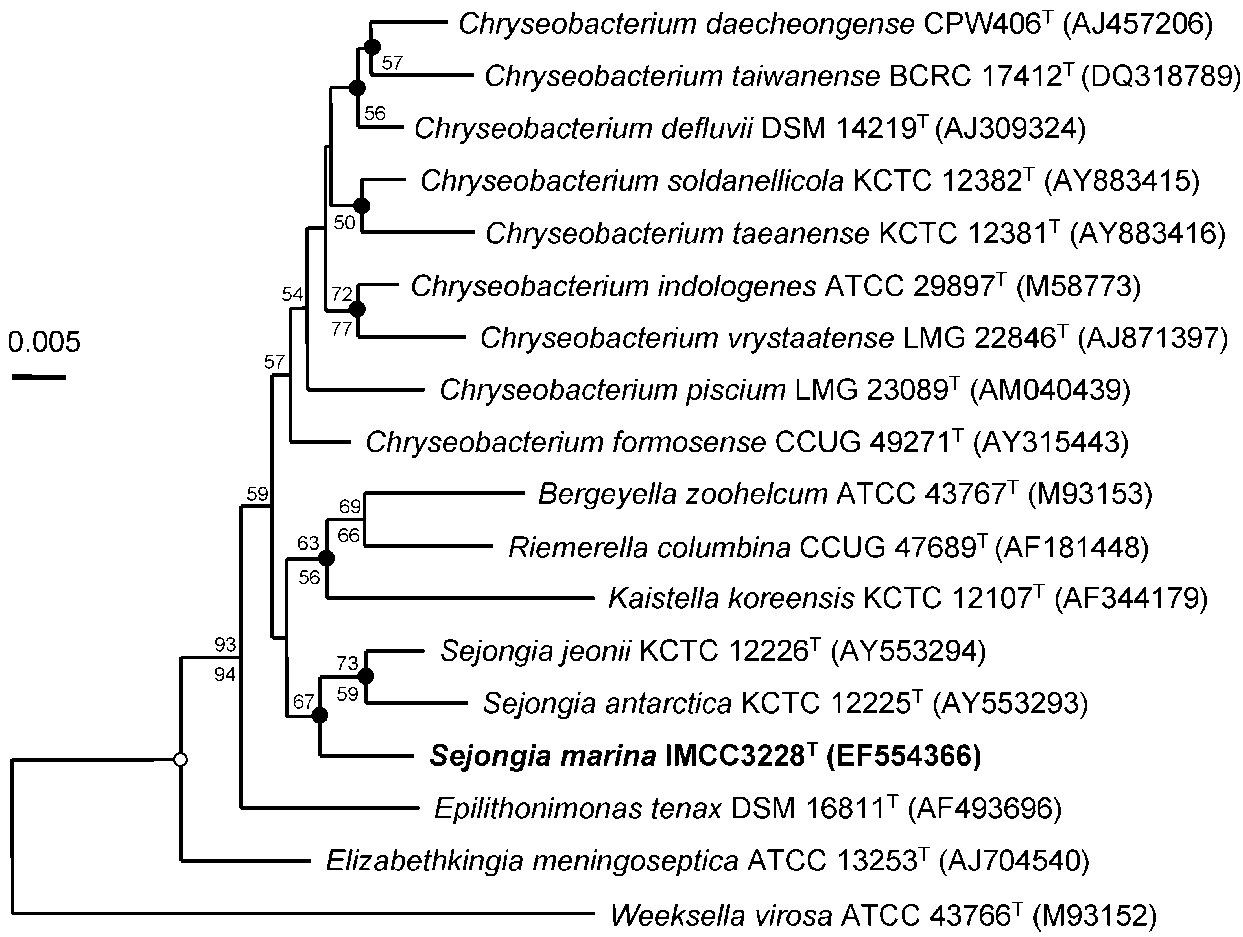 Chryseobacterium daecheongense CPW406ᵀ (AJ457206)
57
Chryseobacterium taiwanense BCRC 17412ᵀ (DQ318789)
56
Chryseobacterium defluvii DSM 14219ᵀ (AJ309324)
Chryseobacterium soldanellicola KCTC 12382ᵀ (AY883415)
50
Chryseobacterium taeanense KCTC 12381ᵀ (AY883416)
54
72
Chryseobacterium indologenes ATCC 29897ᵀ (M58773)
77
Chryseobacterium vrystaatense LMG 22846ᵀ (AJ871397)
0.005
57
Chryseobacterium piscium LMG 23089ᵀ (AM040439)
Chryseobacterium formosense CCUG 49271ᵀ (AY315443)
59
Bergeyella zoohelcum ATCC 43767ᵀ (M93153)
69
66
63
Riemerella columbina CCUG 47689ᵀ (AF181448)
56
Kaistella koreensis KCTC 12107ᵀ (AF344179)
93
94
Sejongia jeonii KCTC 12226ᵀ (AY553294)
73
59
67
Sejongia antarctica KCTC 12225ᵀ (AY553293)
Sejongia marina IMCC3228ᵀ (EF554366)
Epilithonimonas tenax DSM 16811ᵀ (AF493696)
Elizabethkingia meningoseptica ATCC 13253ᵀ (AJ704540)
Weeksella virosa ATCC 43766ᵀ (M93152)